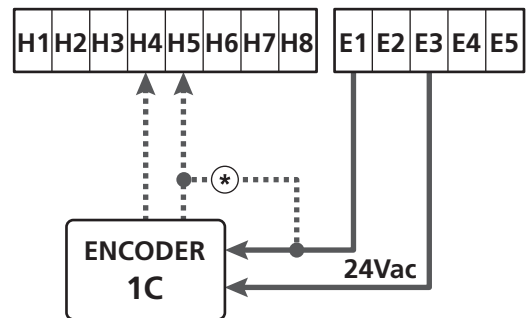 H1 H2 H3 H4 H5 H6 H7 H8 E1 E2 E3 E4 E5
*
ENCODER
1C
24Vac